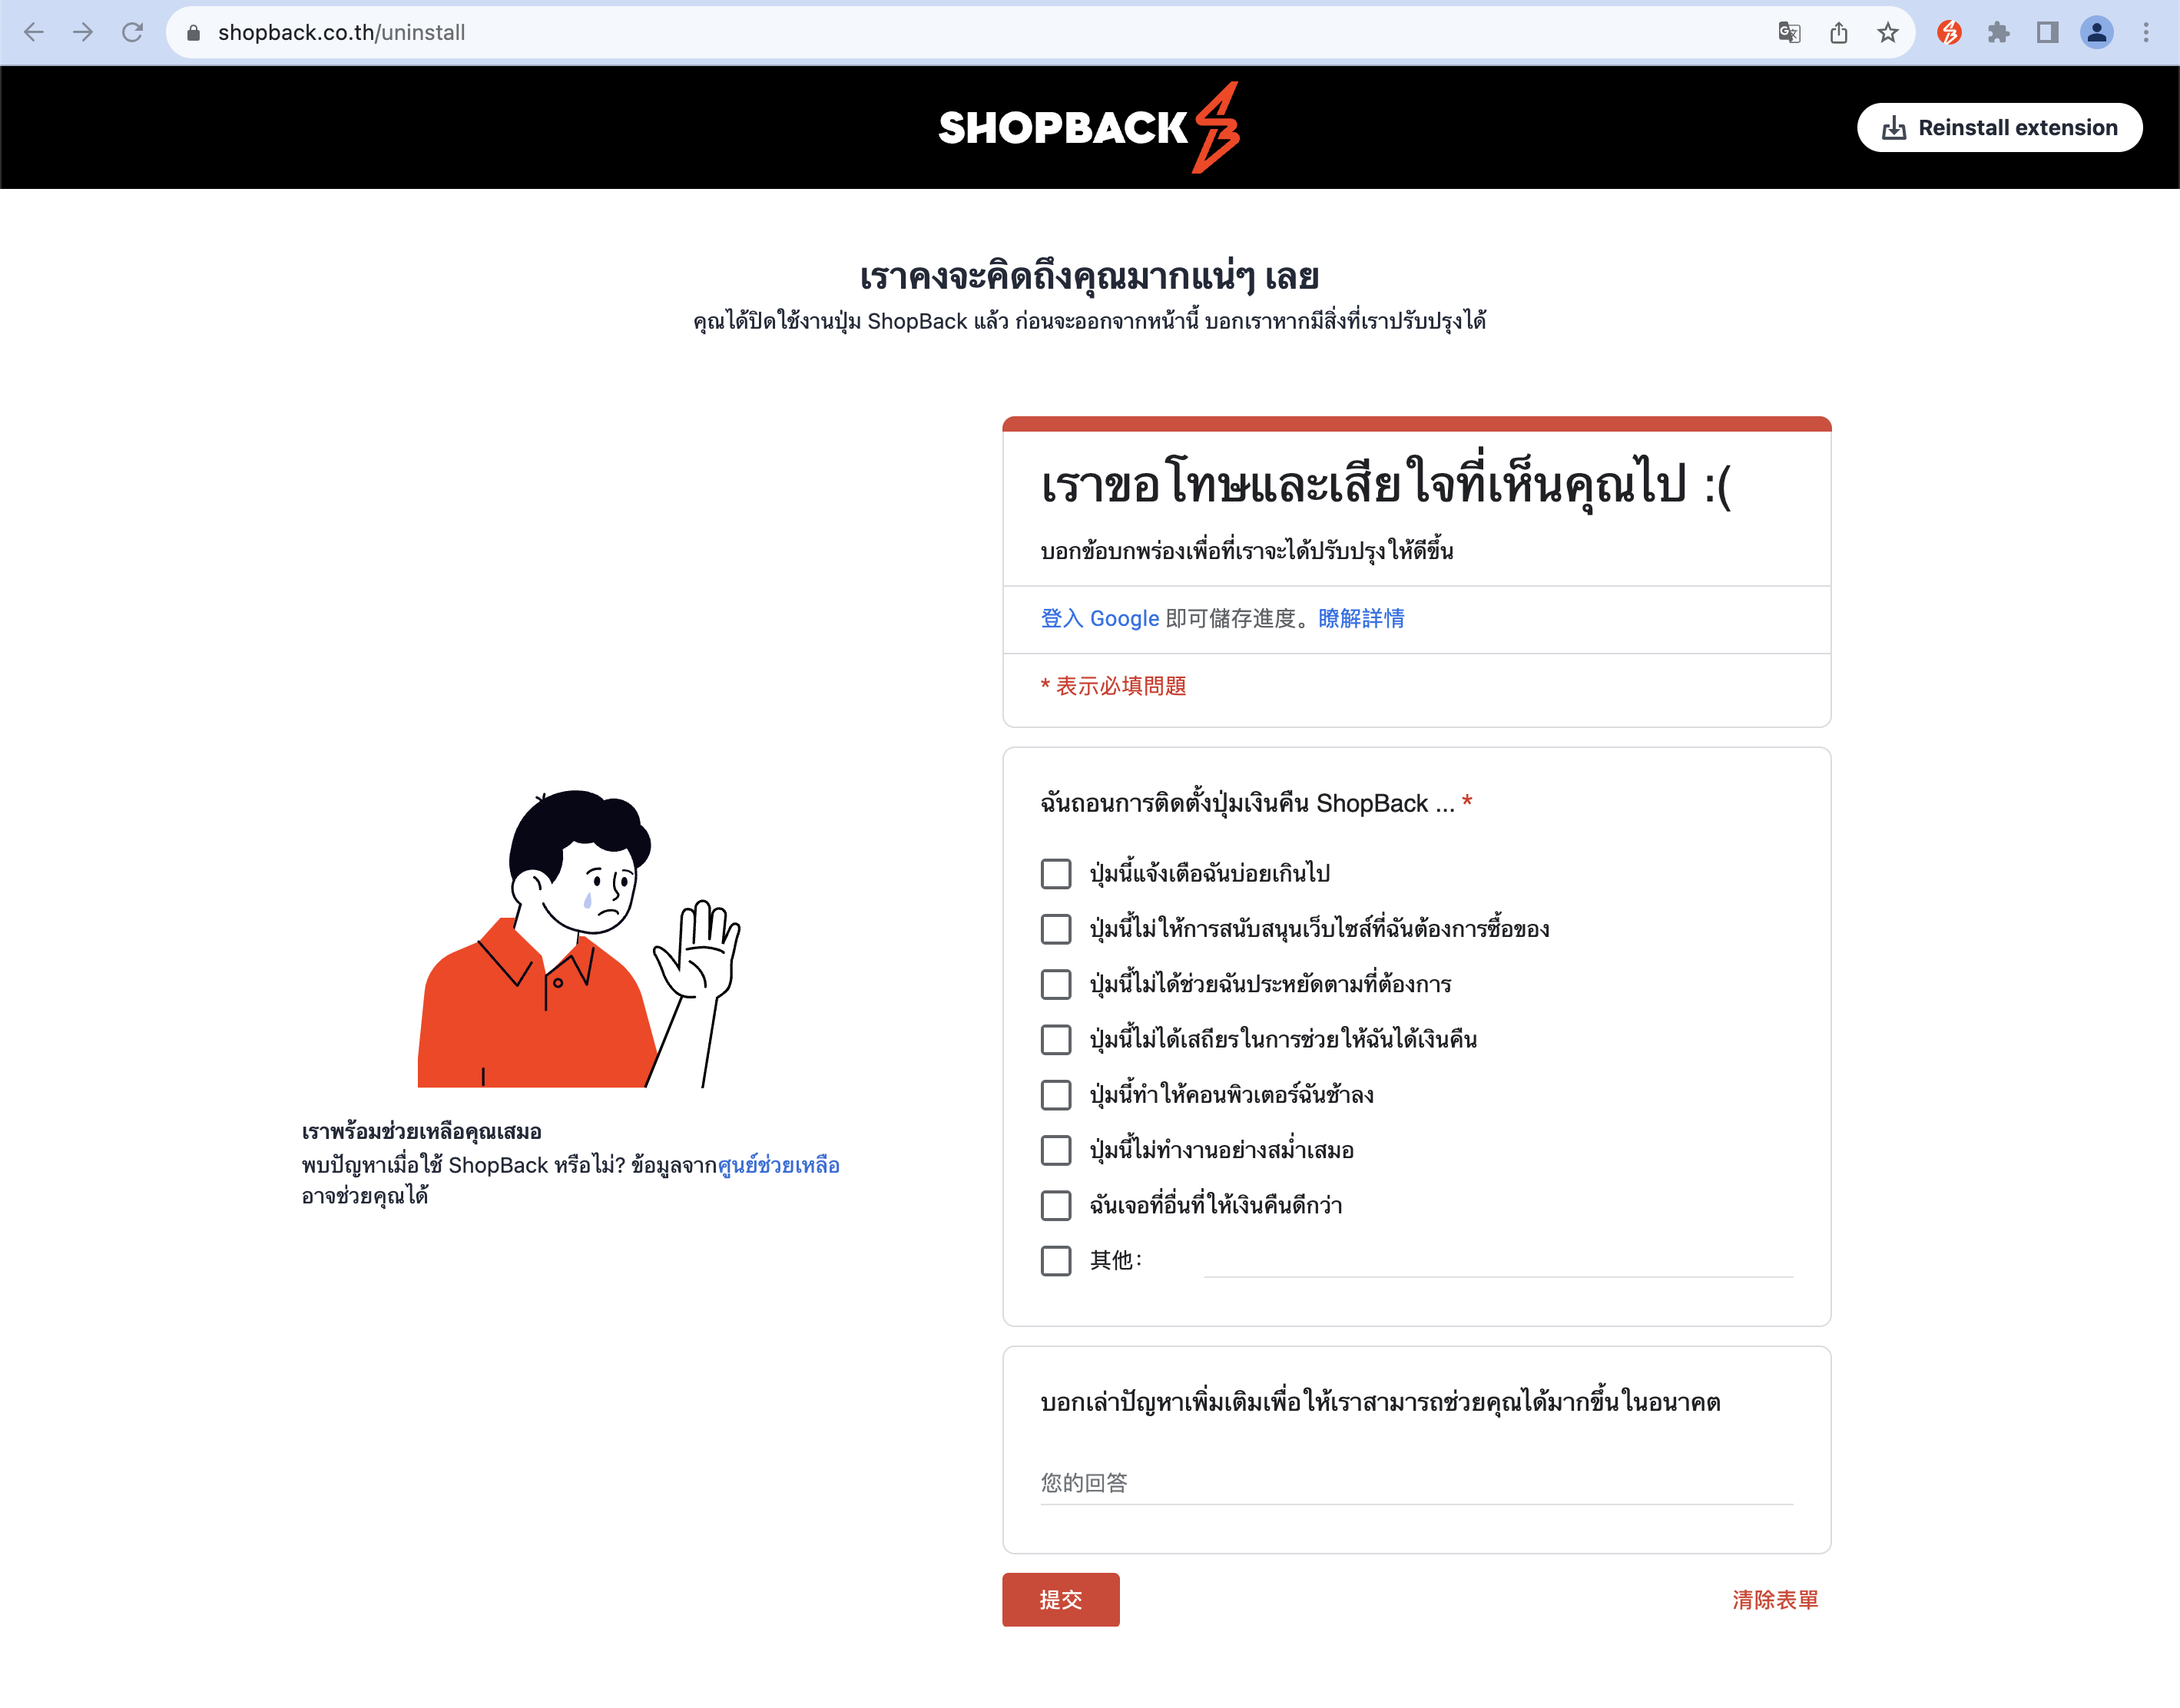 shopback.co.th/uninstall
SHOPBACK
Reinstall extension
เราคงจะคิดถึงคุณมากแน่ๆ เลย
คุณได้ปิดใช้งานปุ่ม ShopBack แล้ว ก่อนจะออกจากหน้านี้ บอกเราหากมีสิ่งที่เราปรับปรุงได้
เราขอโทษและเสียใจที่เห็นคุณไป :(
บอกข้อบกพร่องเพื่อที่เราจะได้ปรับปรุงให้ดีขึ้น
登入 Google 即可儲存進度。瞭解詳情
* 表示必填問題
ฉันถอนการติดตั้งปุ่มเงินคืน ShopBack ... *
ปุ่มนี้แจ้งเตือฉันบ่อยเกินไป
ปุ่มนี้ไม่ให้การสนับสนุนเว็บไซส์ที่ฉันต้องการซื้อของ
ปุ่มนี้ไม่ได้ช่วยฉันประหยัดตามที่ต้องการ
ปุ่มนี้ไม่ได้เสถียรในการช่วยให้ฉันได้เงินคืน
ปุ่มนี้ทำให้คอนพิวเตอร์ฉันช้าลง
ปุ่มนี้ไม่ทำงานอย่างสม่ำเสมอ
ฉันเจอที่อื่นที่ให้เงินคืนดีกว่า
其他：
เราพร้อมช่วยเหลือคุณเสมอ
พบปัญหาเมื่อใช้ ShopBack หรือไม่? ข้อมูลจากศูนย์ช่วยเหลือ
อาจช่วยคุณได้
บอกเล่าปัญหาเพิ่มเติมเพื่อให้เราสามารถช่วยคุณได้มากขึ้นในอนาคต
您的回答
提交
清除表單